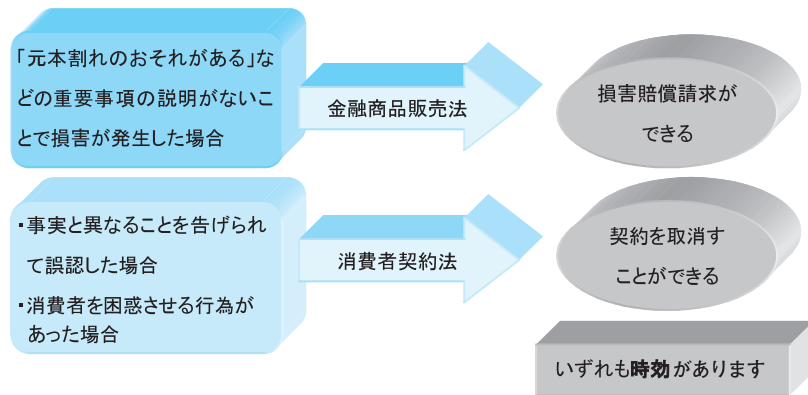 「元本割れのおそれがある」な
どの重要事項の説明がないこ
とで損害が発生した場合
金融商品販売法
損害賠償請求が
できる
・事実と異なることを告げられ
て誤認した場合
・消費者を困惑させる行為が
あった場合
消費者契約法
契約を取消す
ことができる
いずれも時効があります